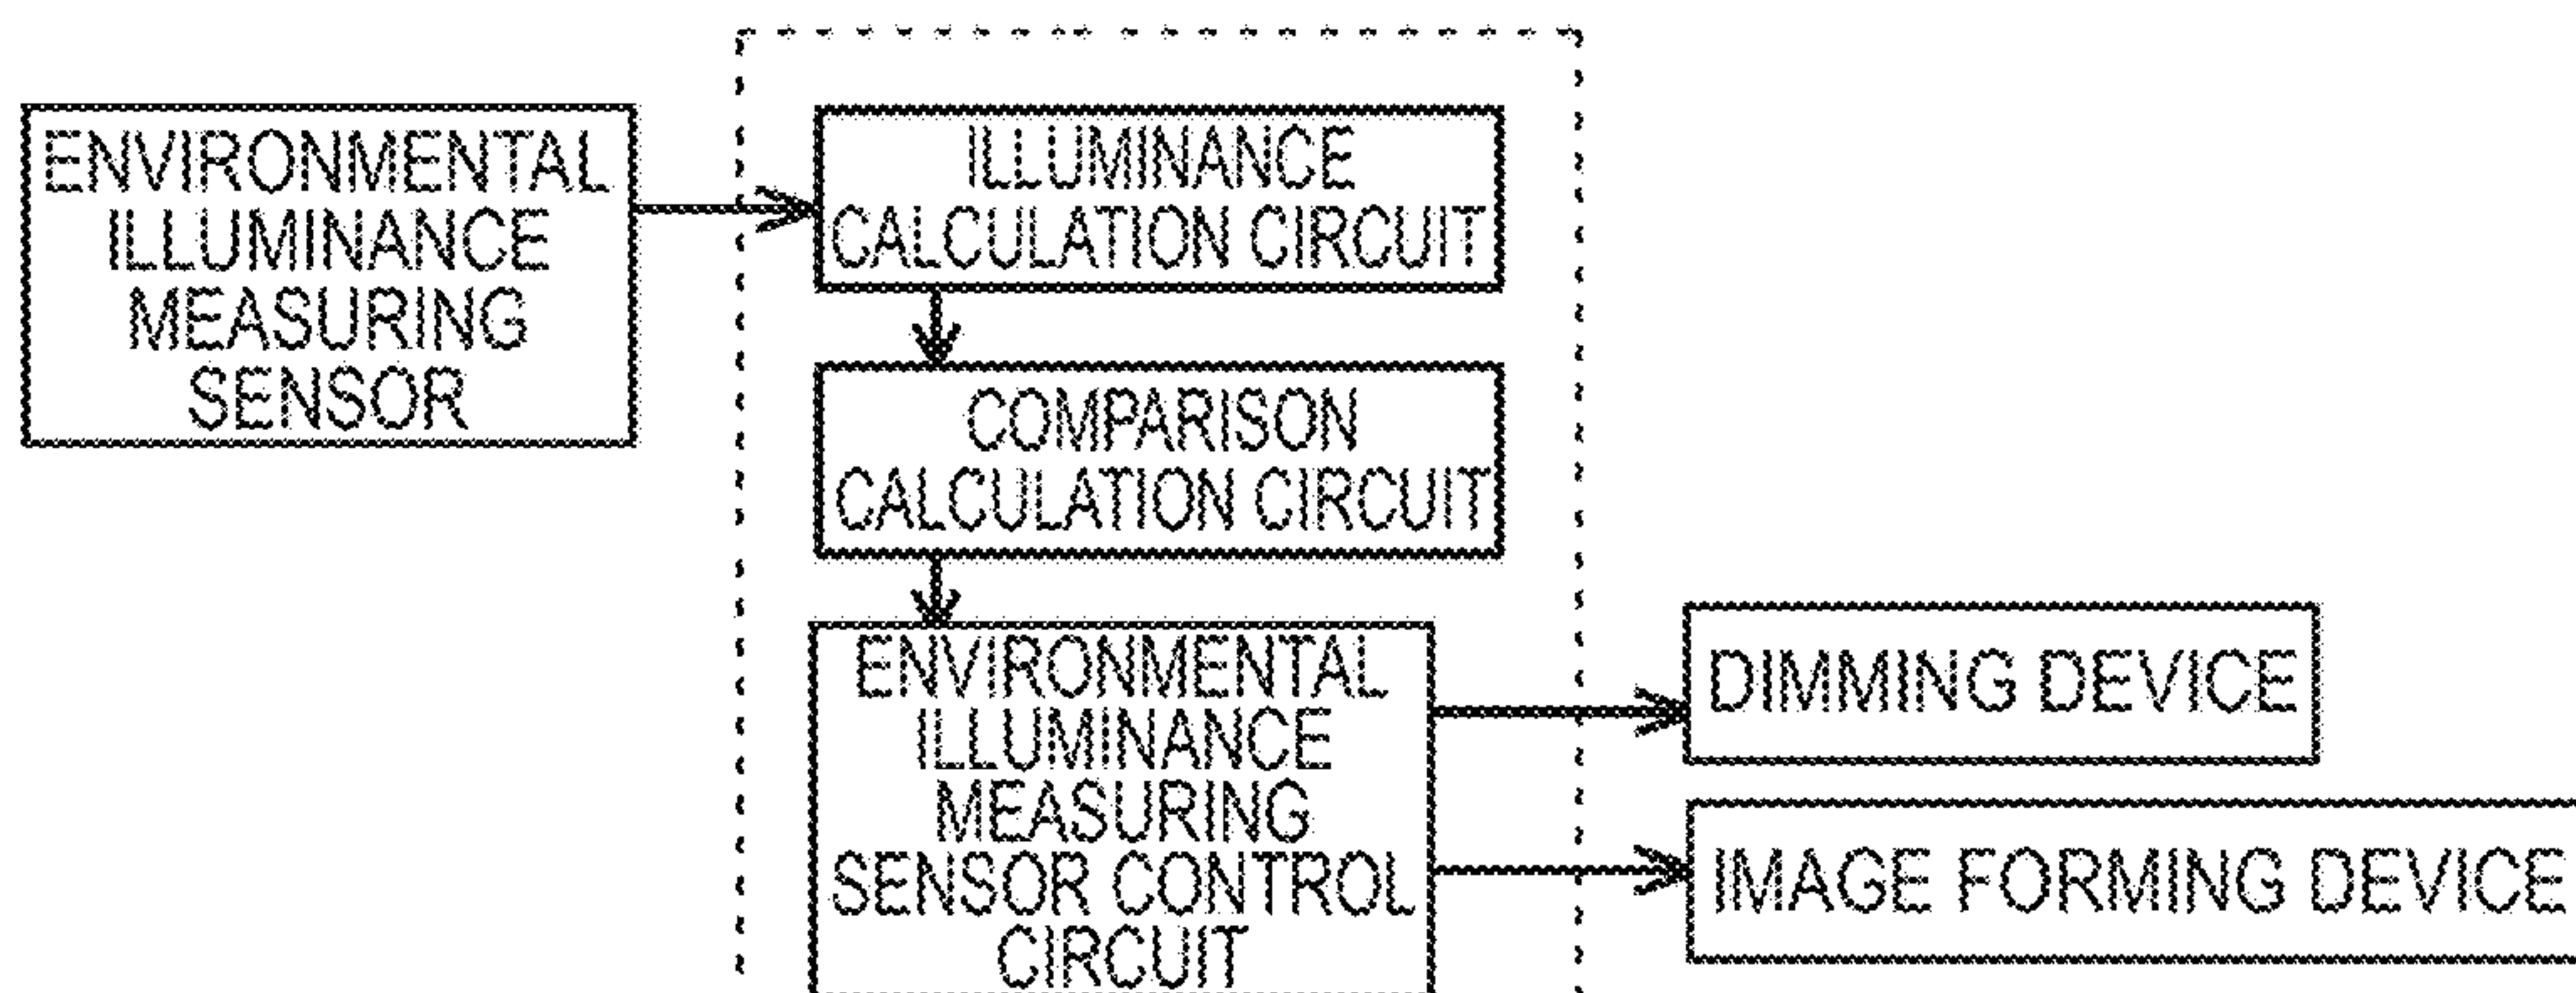 ENVIRONMENTAL
ILLUMINANCE
MEASURING
SENSOR
ILLUMINANCE
CALCULATION CIRCUIT
COMPARISON
CALCULATION CIRCUIT
ENVIRONMENTAL
ILLUMINANCE
MEASURING
SENSOR CONTROL
CIRCUIT
DIMMING DEVICE
IMAGE FORMING DEVICE